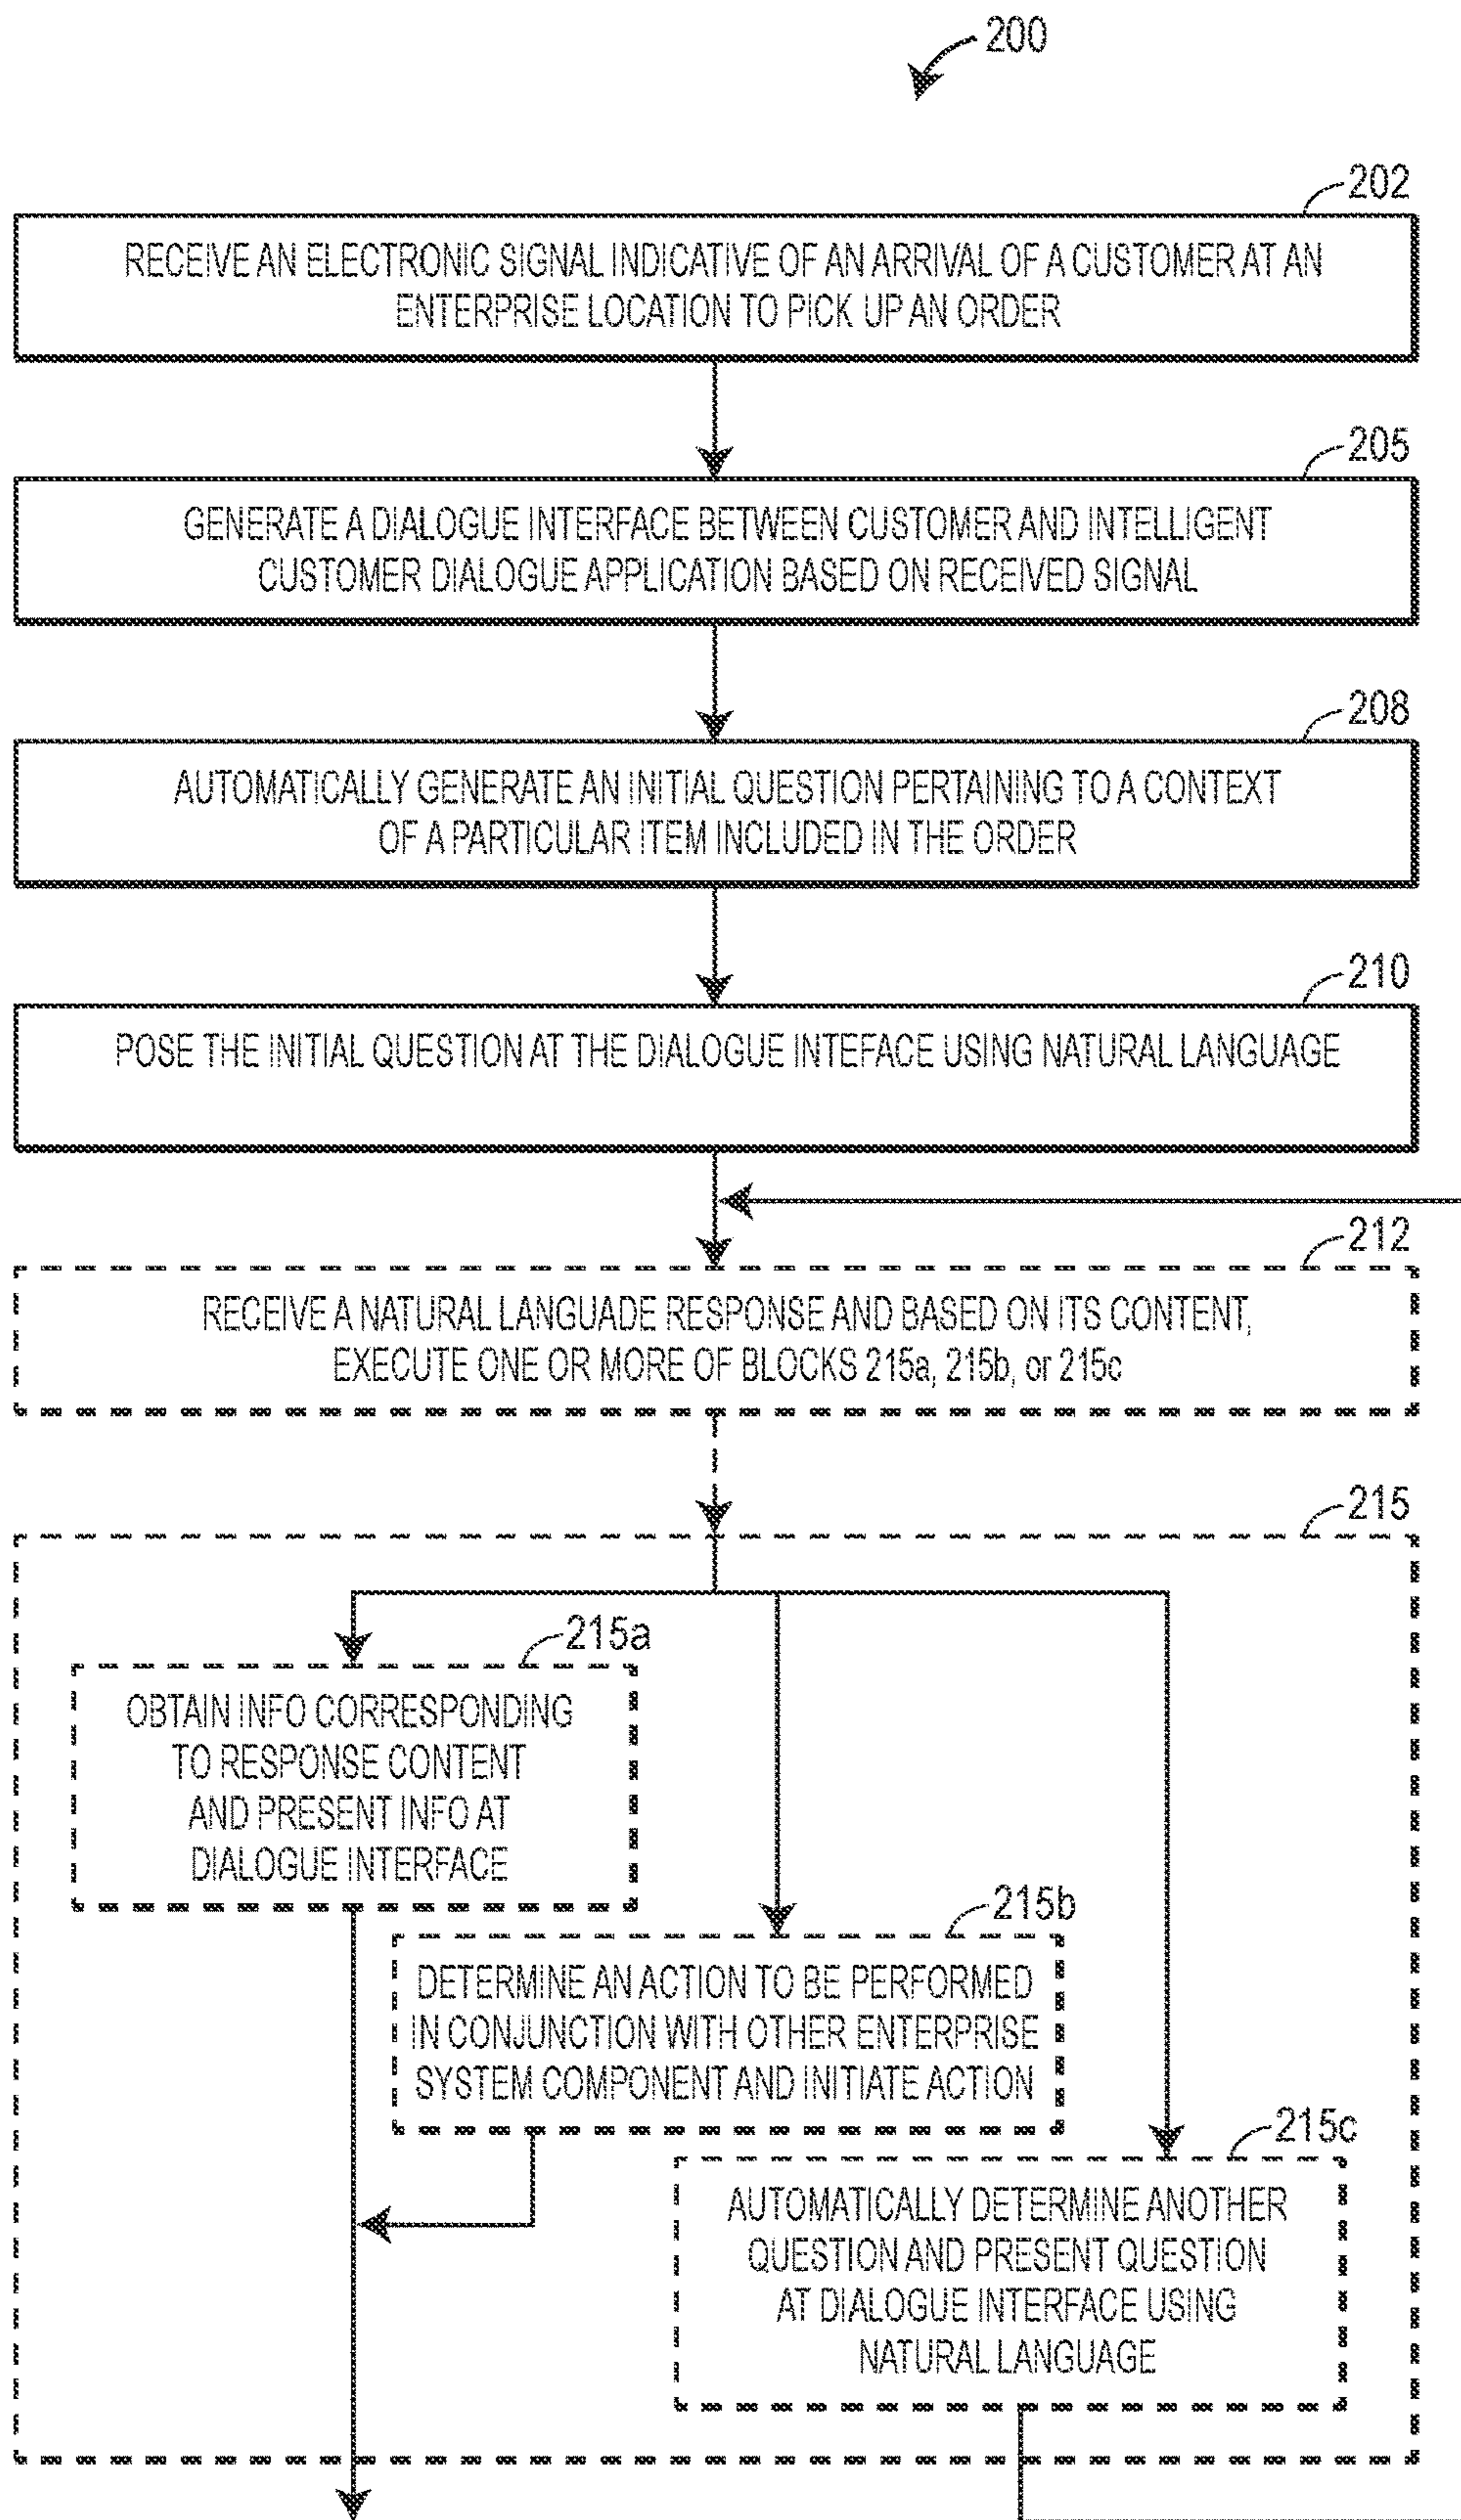 200
202
RECEIVE AN ELECTRONIC SIGNAL INDICATIVE OF AN ARRIVAL OF A CUSTOMER AT AN
ENTERPRISE LOCATION TO PICK UP AN ORDER
205
GENERATE A DIALOGUE INTERFACE BETWEEN CUSTOMER AND INTELLIGENT
CUSTOMER DIALOGUE APPLICATION BASED ON RECEIVED SIGNAL
208
AUTOMATICALLY GENERATE AN INITIAL QUESTION PERTAINING TO A CONTEXT
OF A PARTICULAR ITEM INCLUDED IN THE ORDER
210
POSE THE INITIAL QUESTION AT THE DIALOGUE INTEFACE USING NATURAL LANGUAGE
212
RECEIVE A NATURAL LANGUADE RESPONSE AND BASED ON ITS CONTENT,
EXECUTE ONE OR MORE OF BLOCKS 215a, 215b, or 215c
215
215a
OBTAIN INFO CORRESPONDING
TO RESPONSE CONTENT
AND PRESENT INFO AT
DIALOGUE INTERFACE
215b
DETERMINE AN ACTION TO BE PERFORMED
IN CONJUNCTION WITH OTHER ENTERPRISE
SYSTEM COMPONENT AND INITIATE ACTION
215c
AUTOMATICALLY DETERMINE ANOTHER
QUESTION AND PRESENT QUESTION
AT DIALOGUE INTERFACE USING
NATURAL LANGUAGE